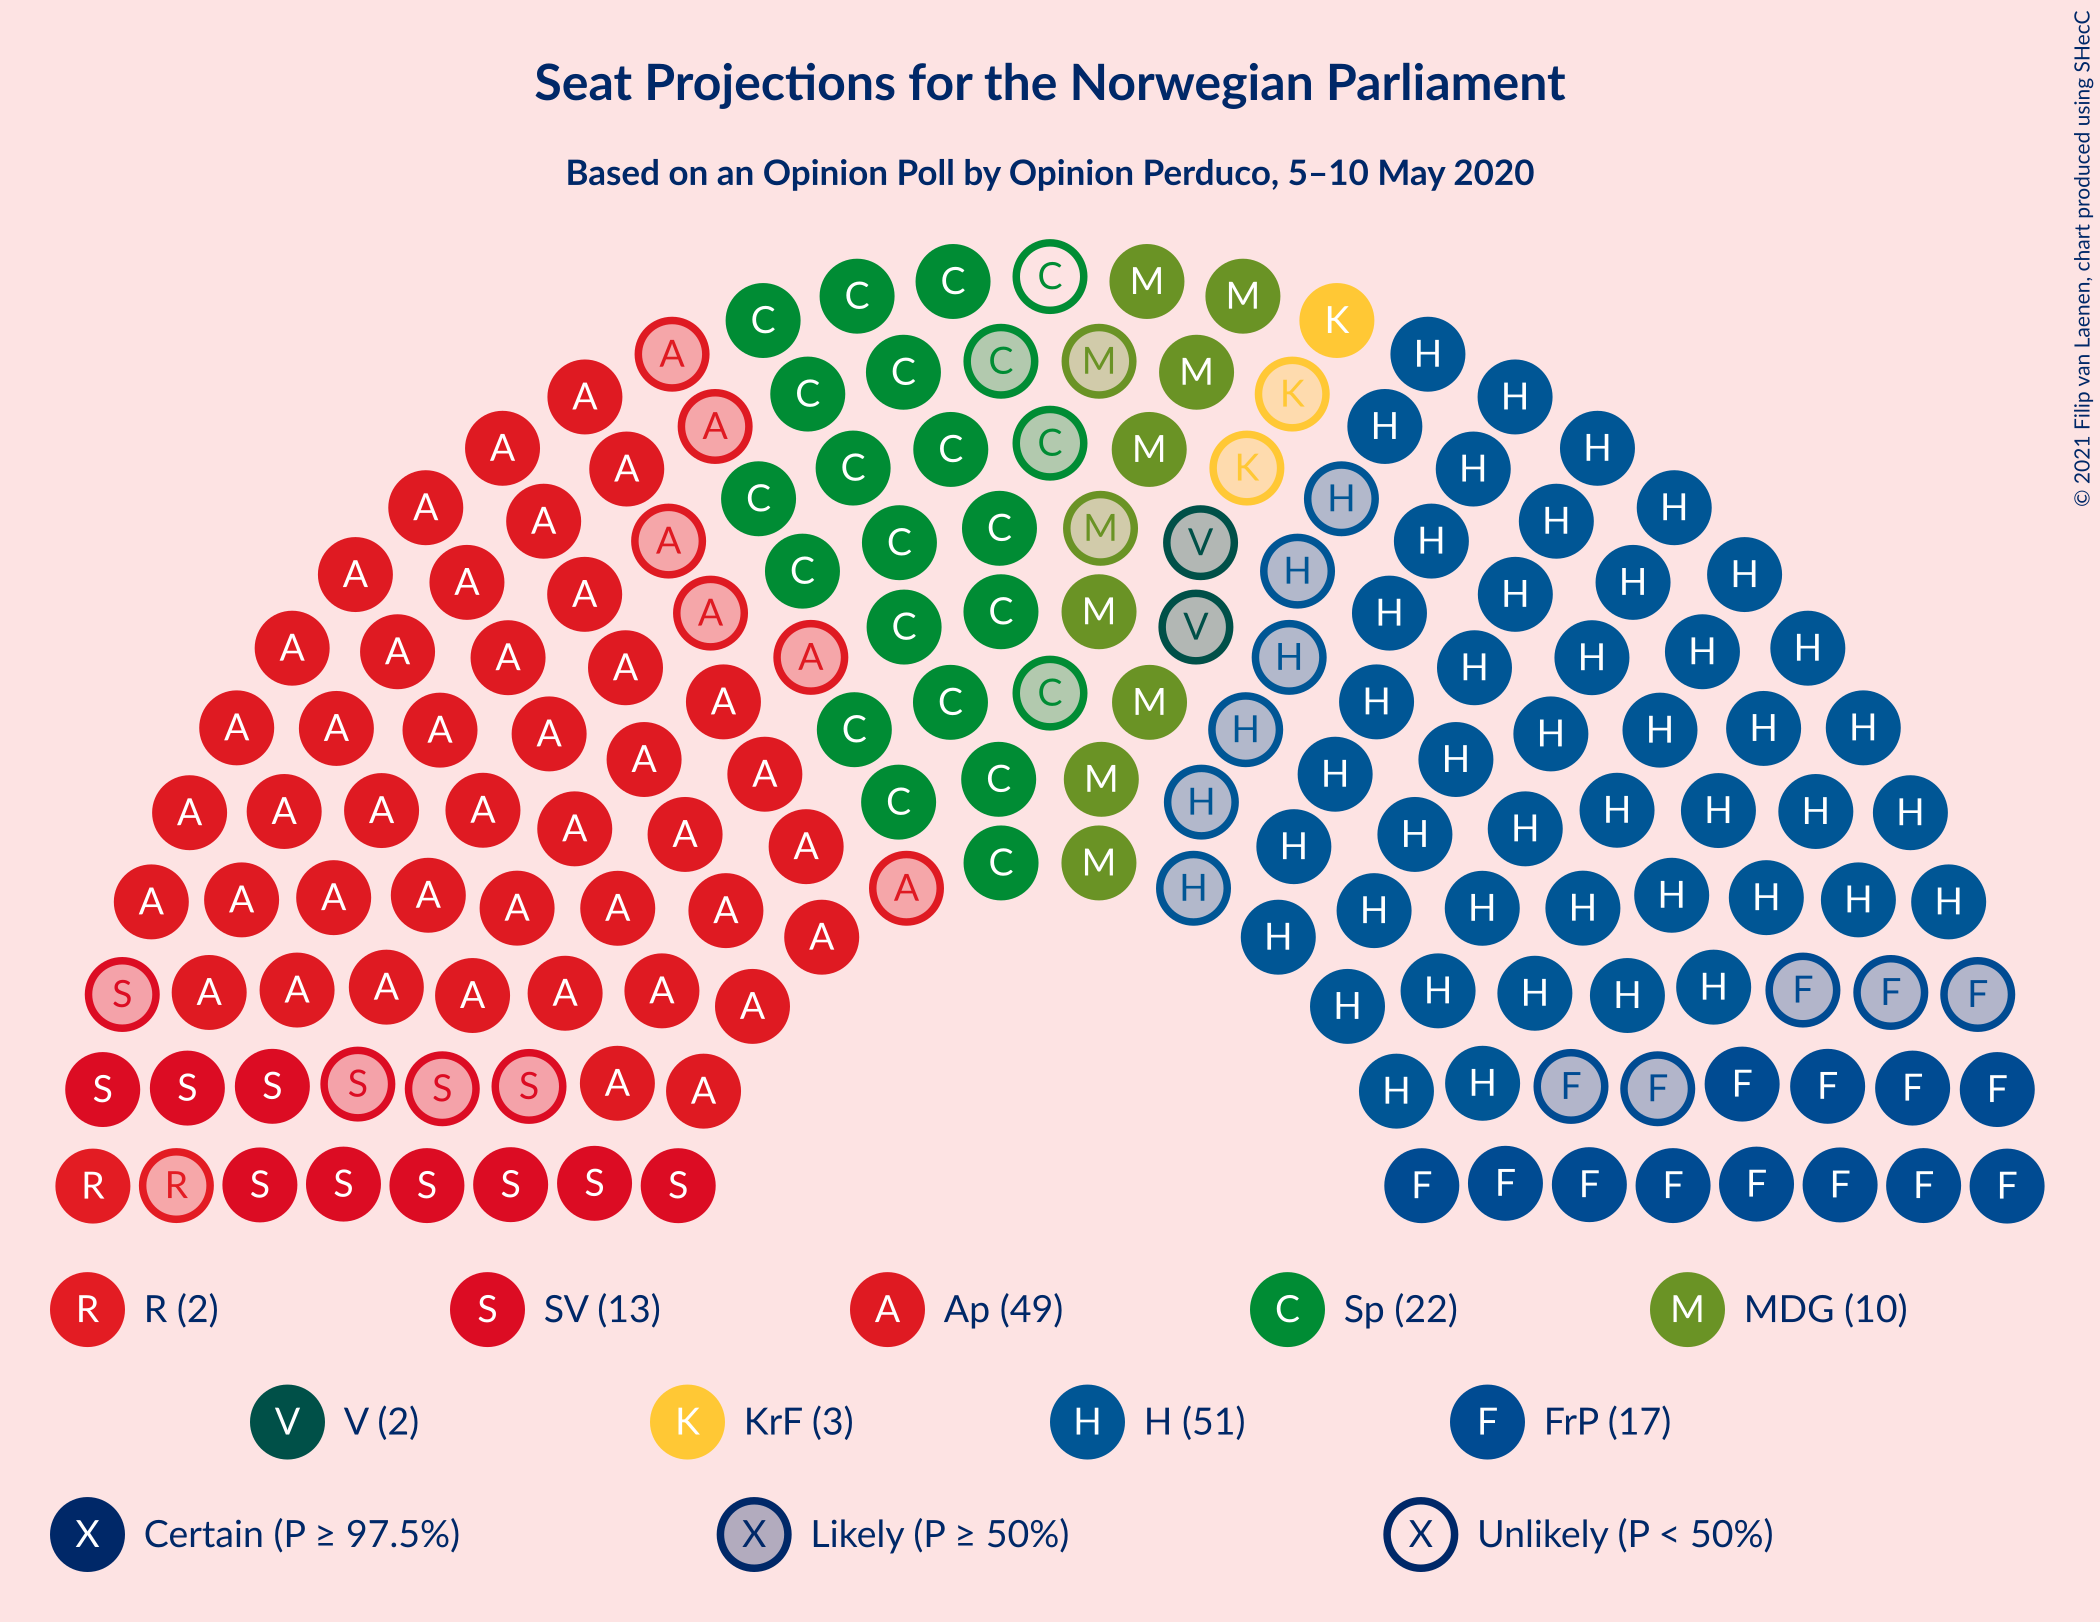 Seat Projections for the Norwegian Parliament
Based on an Opinion Poll by Opinion Perduco, 5–10 May 2020
© 2021 Filip van Laenen, chart produced using SHecC
C C C C M M K
A C C C M M K H
A A C C C C M K H H H
A A A C C C M V H H H H
A A A A C C C M V H H H H H
A A A A A A C C C M H H H H H H H
A A A A A A A C C M H H H H H H H H
A A A A A A A A A C M H H H H H H H H H
A A A A A A A A H H H H H H H H
S A A A A A A A H H H H H F F F
S S S S S S A A H H F F F F F F
R R S S S S S S F F F F F F F F
R R (2) S SV (13) A Ap (49) C Sp (22) M MDG (10)
V V (2) K KrF (3) H H (51) F FrP (17)
X Certain (P ≥ 97.5%) X Likely (P ≥ 50%) X Unlikely (P < 50%)